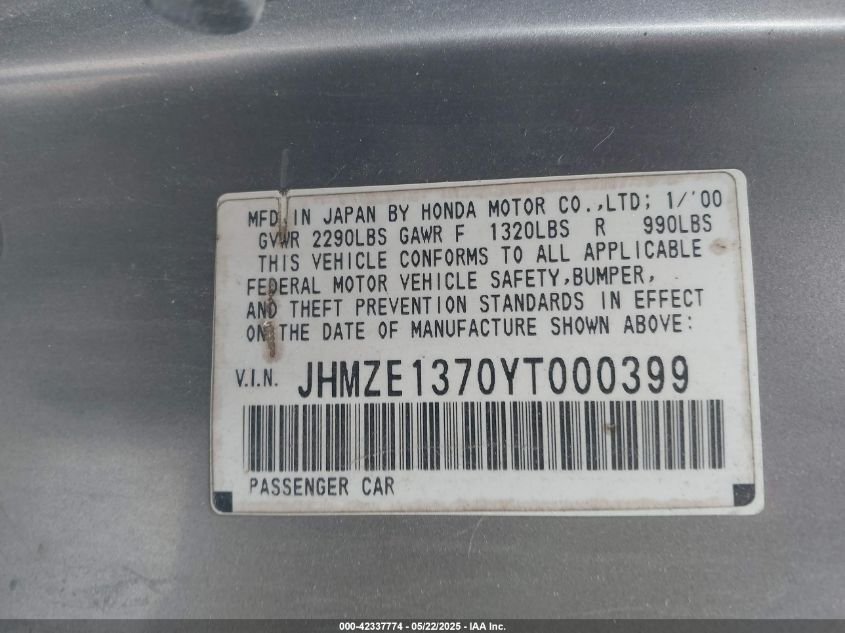 MFD IN JAPAN BY HONDA MOTOR CO.,LTD; 1/'00
GVWR 2290LBS GAWR F 1320LBS R 990LBS
THIS VEHICLE CONFORMS TO ALL APPLICABLE
FEDERAL MOTOR VEHICLE SAFETY,BUMPER,
AND THEFT PREVENTION STANDARDS IN EFFECT
ON THE DATE OF MANUFACTURE SHOWN ABOVE:
V.I.N. JHMZE1370YT000399
PASSENGER CAR
000-42337774 - 05/22/2025 - IAA Inc.